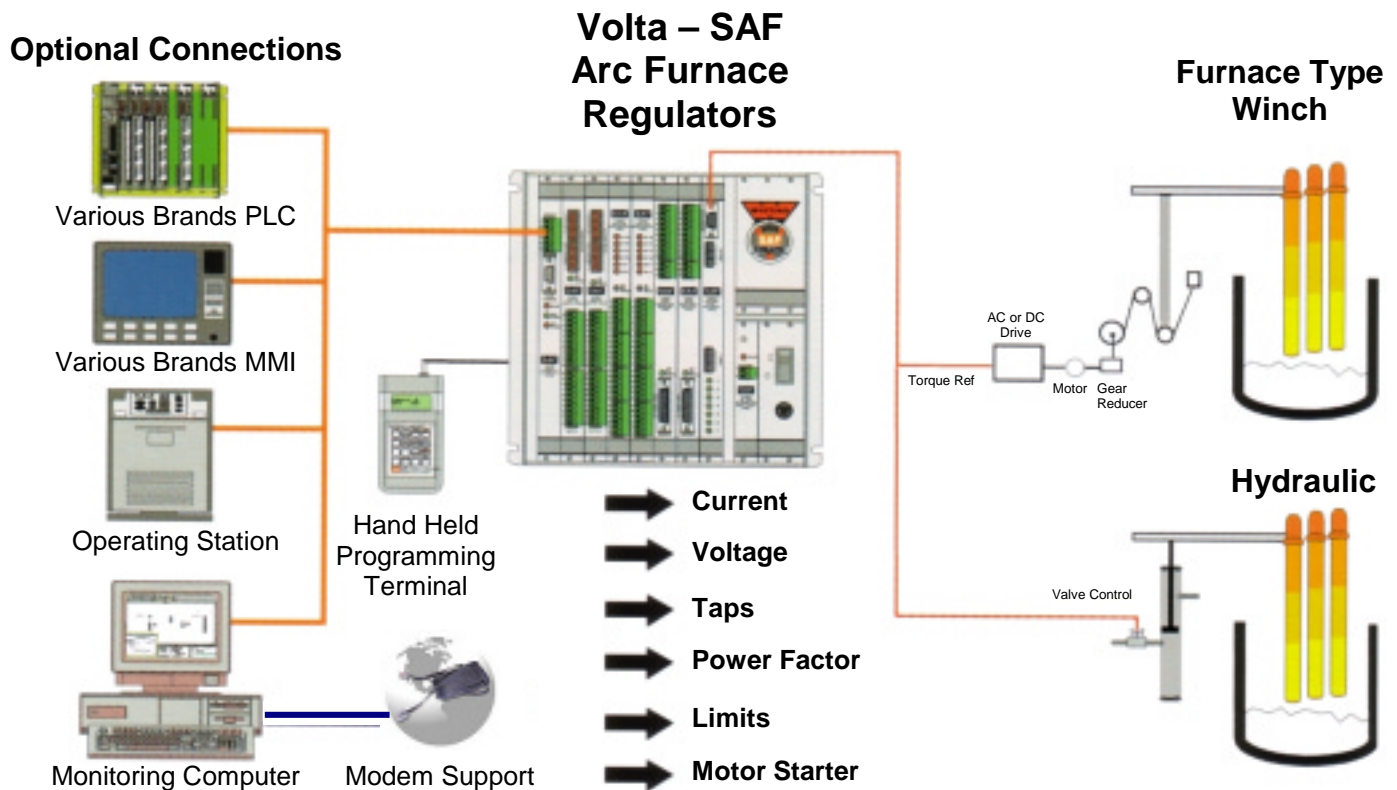 Volta – SAF
Arc Furnace
Regulators
Optional Connections
Furnace Type
Winch
Various Brands PLC
Various Brands MMI
Operating Station
Monitoring Computer
Hand Held
Programming
Terminal
Modem Support
SAF
Current
Voltage
Taps
Power Factor
Limits
Motor Starter
AC or DC
Drive
Torque Ref
Motor
Gear
Reducer
Hydraulic
Valve Control